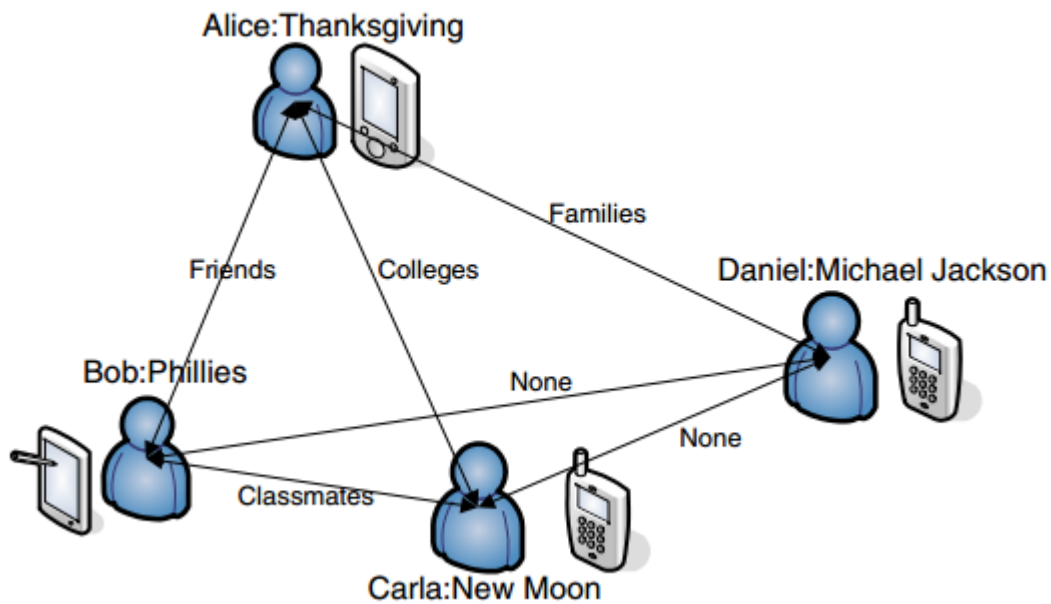 Alice:Thanksgiving
Families
Friends
Colleges
Daniel:Michael Jackson
Bob:Phillies
None
None
Classmates
Carla:New Moon